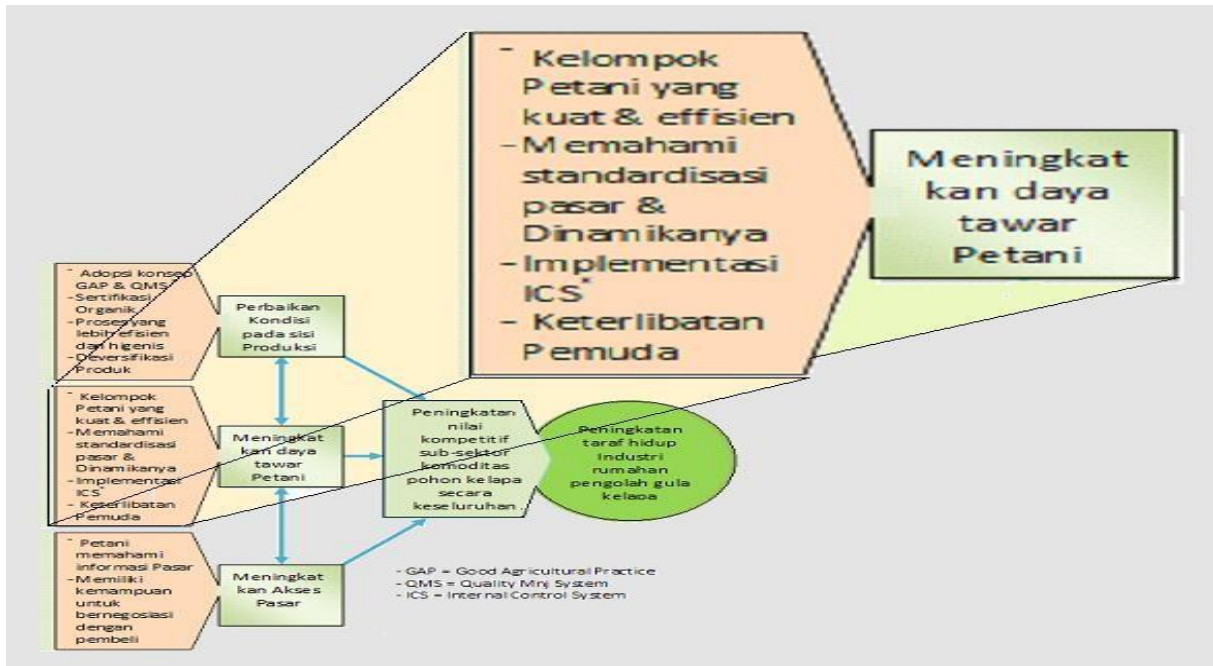 - Kelompok
Petani yang
kuat & effisien
- Memahami
standardisasi
pasar &
Dinamikanya
- Implementasi
ICS*
- Keterlibatan
Pemuda
Meningkat
kan daya
tawar
Petani
- Adopsi konsep
GAP & QMS
- Sertifikasi
Organik
- Proses yang
lebih efisien
dan higenis
- Deversifikasi
Produk
Perbaikan
Kondisi
pada sisi
Produksi
- Kelompok
Petani yang
kuat & effisien
- Memahami
standardisasi
pasar &
Dinamikanya
- Implementasi
ICS*
- Keterlibatan
Pemuda
Meningkat
kan daya
tawar
Petani
Peningkatan
nilai
kompetitif
sub-sektor
komoditas
pohon kelapa
secara
keseluruhan
Peningkatan
taraf hidup
Industri
rumahan
pengolah gula
kelapa
- Petani
memahami
informasi Pasar
- Memiliki
kemampuan
untuk
bernegosiasi
dengan
pembeli
Meningkat
kan Akses
Pasar
- GAP = Good Agricultural Practice
- QMS = Quality Mnj System
- ICS = Internal Control System